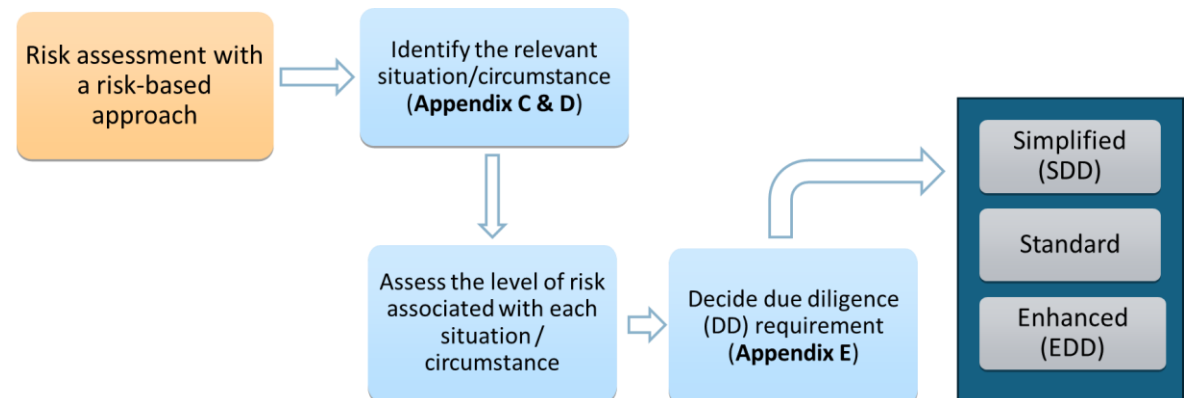 Risk assessment with
a risk-based
approach
Identify the relevant
situation/circumstance
(Appendix C & D)
Assess the level of risk
associated with each
situation /
circumstance
Decide due diligence
(DD) requirement
(Appendix E)
Simplified
(SDD)
Standard
Enhanced
(EDD)